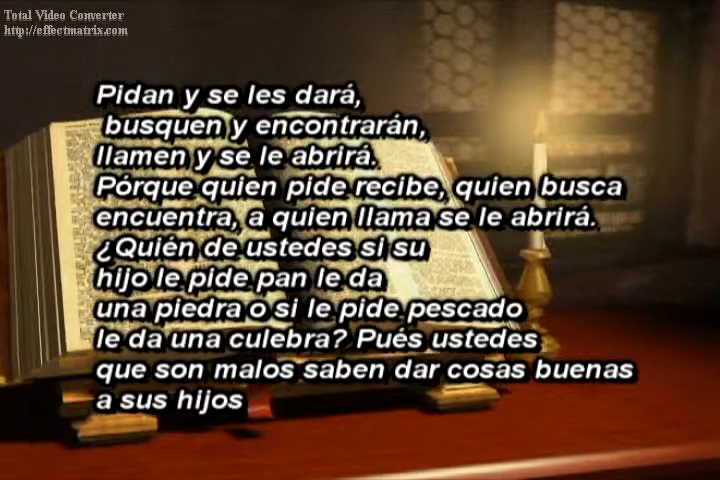 Total Video Converter
http://effectmatrix.com
Pidan y se les dará,
busquen y encontrarán,
llamen y se le abrirá.
Pórque quien pide recibe, quien busca
encuentra, a quien llama se le abrirá.
¿Quién de ustedes si su
hijo le pide pan le da
una piedra o si le pide pescado
le da una culebra? Pués ustedes
que son malos saben dar cosas buenas
a sus hijos